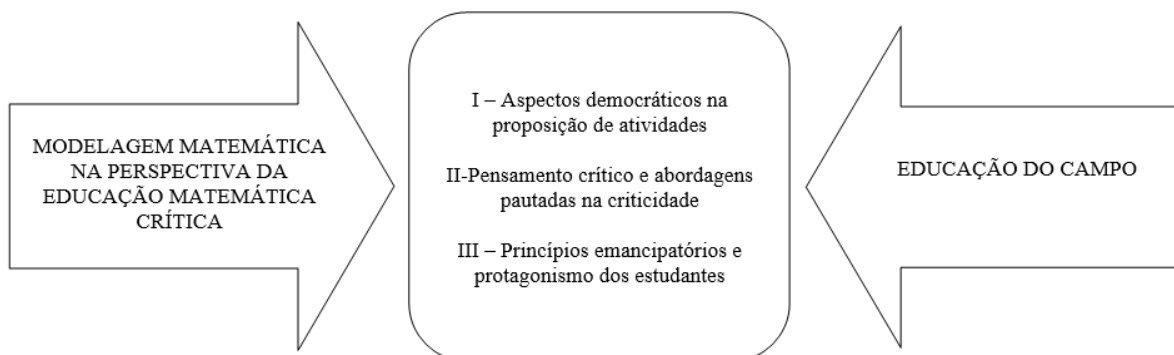 MODELAGEM MATEMÁTICA
NA PERSPECTIVA DA
EDUCAÇÃO MATEMÁTICA
CRÍTICA
I – Aspectos democráticos na
proposição de atividades
II-Pensamento crítico e abordagens
pautadas na criticidade
III – Princípios emancipatórios e
protagonismo dos estudantes
EDUCAÇÃO DO CAMPO